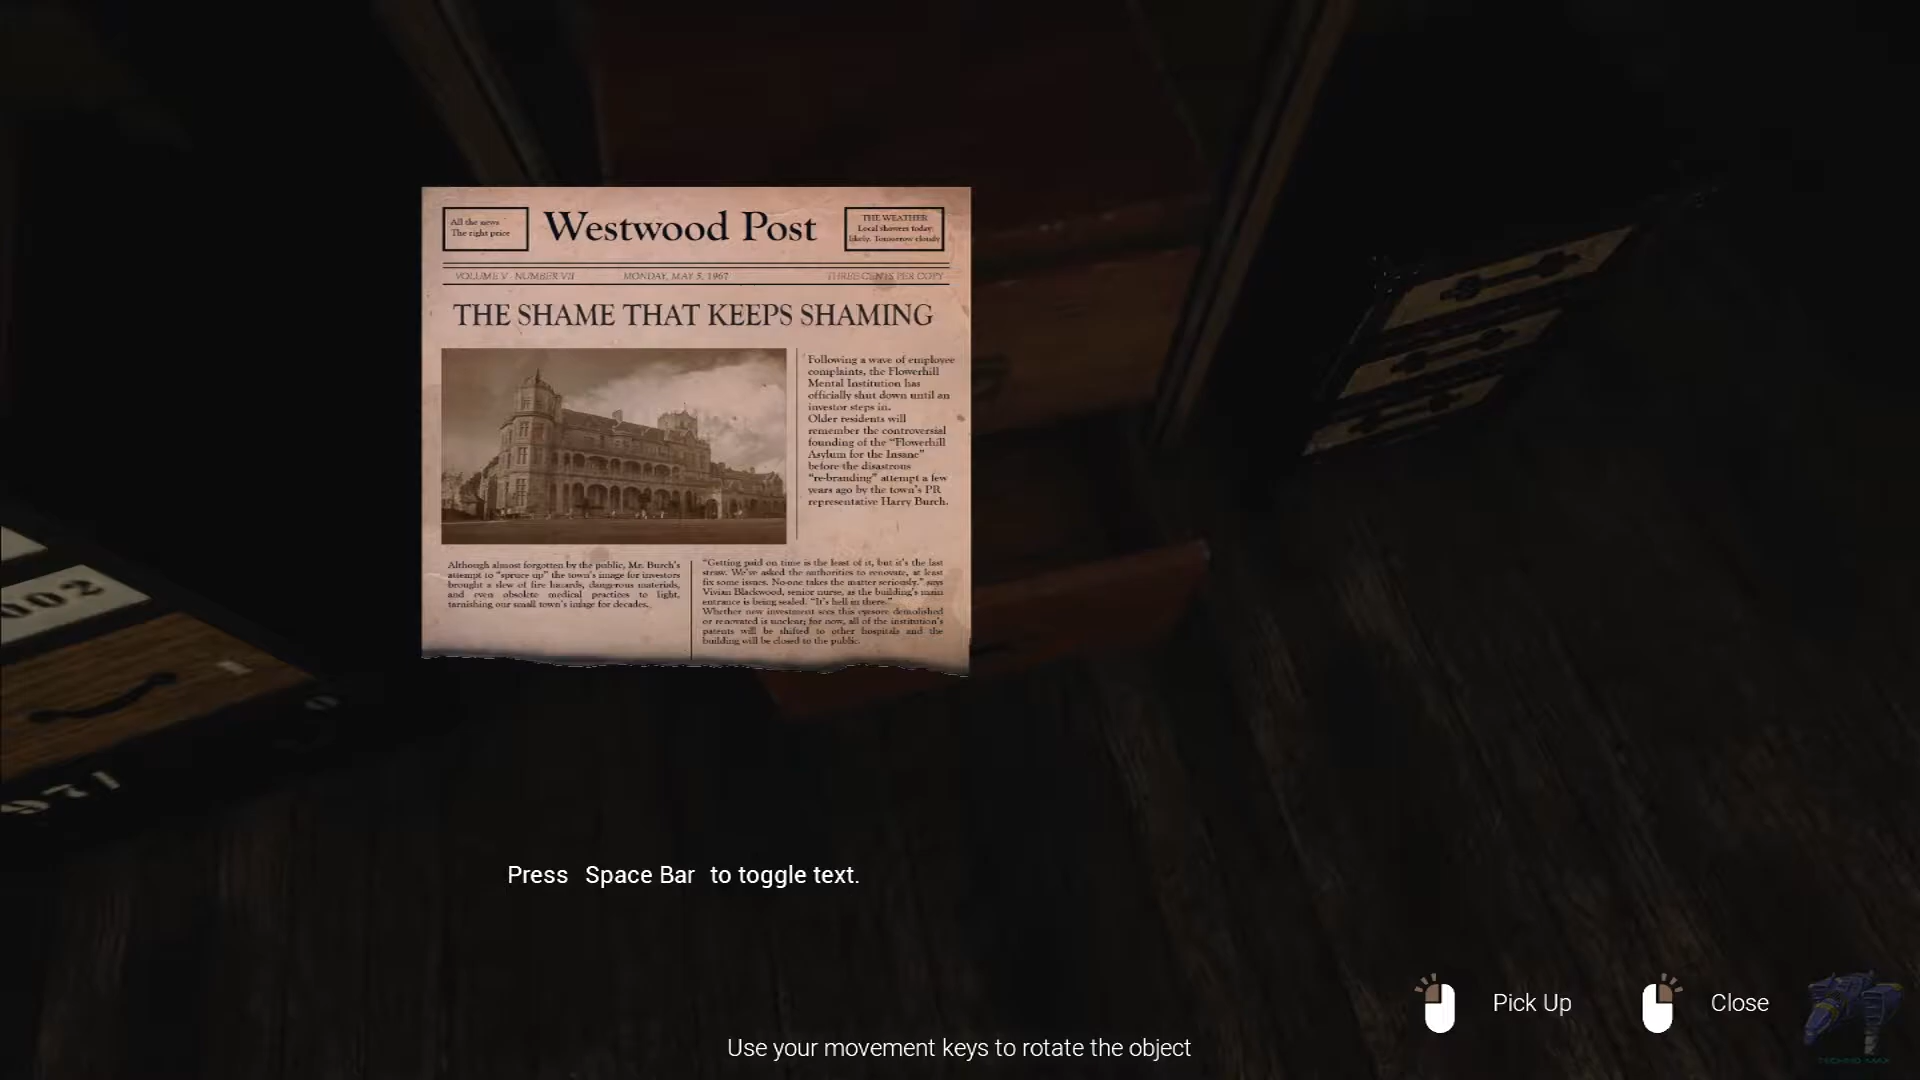 All the news
The right price
Westwood Post
THE WEATHER
Local showers today
likely. Tomorrow cloudy
VOLUME V - NUMBER VII
MONDAY, MAY 5, 1967
THREE CENTS PER COPY
THE SHAME THAT KEEPS SHAMING
Following a wave of employee
complaints, the Flowerhill
Mental Institution has
officially shut down until an
investor steps in.
Older residents will
remember the controversial
founding of the "Flowerhill
Asylum for the Insane"
before the disastrous
"re-branding" attempt a few
years ago by the town's PR
representative Harry Burch.
Although almost forgotten by the public, Mr. Burch's
attempt to "spruce up" the town's image for investors
brought a slew of fire hazards, dangerous materials,
and even obsolete medical practices to light,
tarnishing our small town's image for decades.
"Getting paid on time is the least of it, but it's the last
straw. We've asked the authorities to renovate, at least
fix some issues. No-one takes the matter seriously." says
Vivian Blackwood, senior nurse, as the building's main
entrance is being sealed. "It's hell in there."
Whether new investment sees this eyesore demolished
or renovated is unclear; for now, all of the institution's
patents will be shifted to other hospitals and the
building will be closed to the public.
002
1
971
Press Space Bar to toggle text.
Pick Up
Close
Use your movement keys to rotate the object
TECHNO MAX